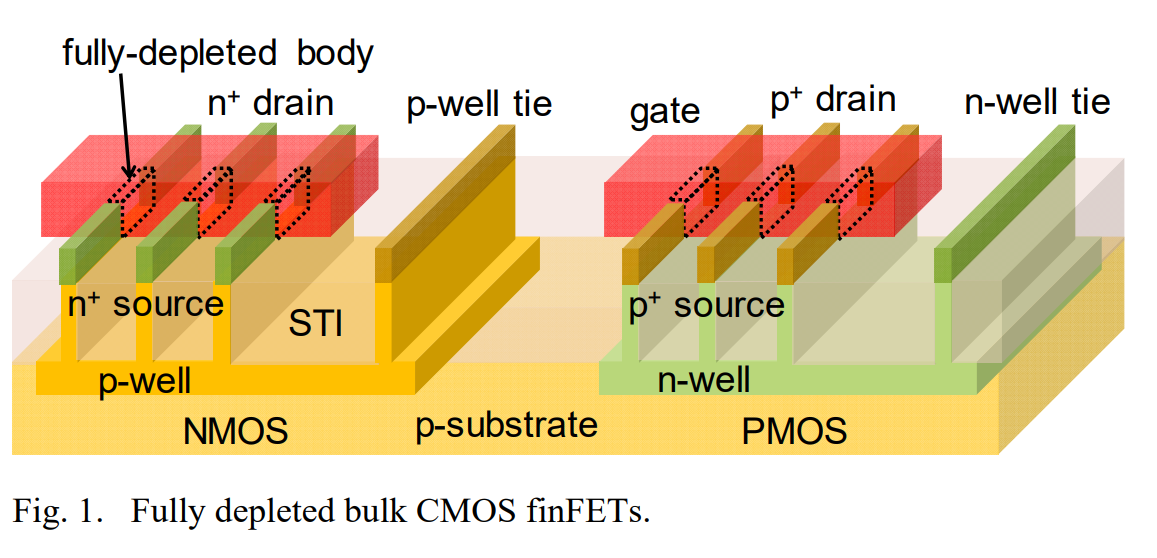 fully-depleted body
n⁺ drain
p-well tie
gate
p⁺ drain
n-well tie
n⁺ source
STI
p⁺ source
p-well
n-well
NMOS
p-substrate
PMOS
Fig. 1. Fully depleted bulk CMOS finFETs.